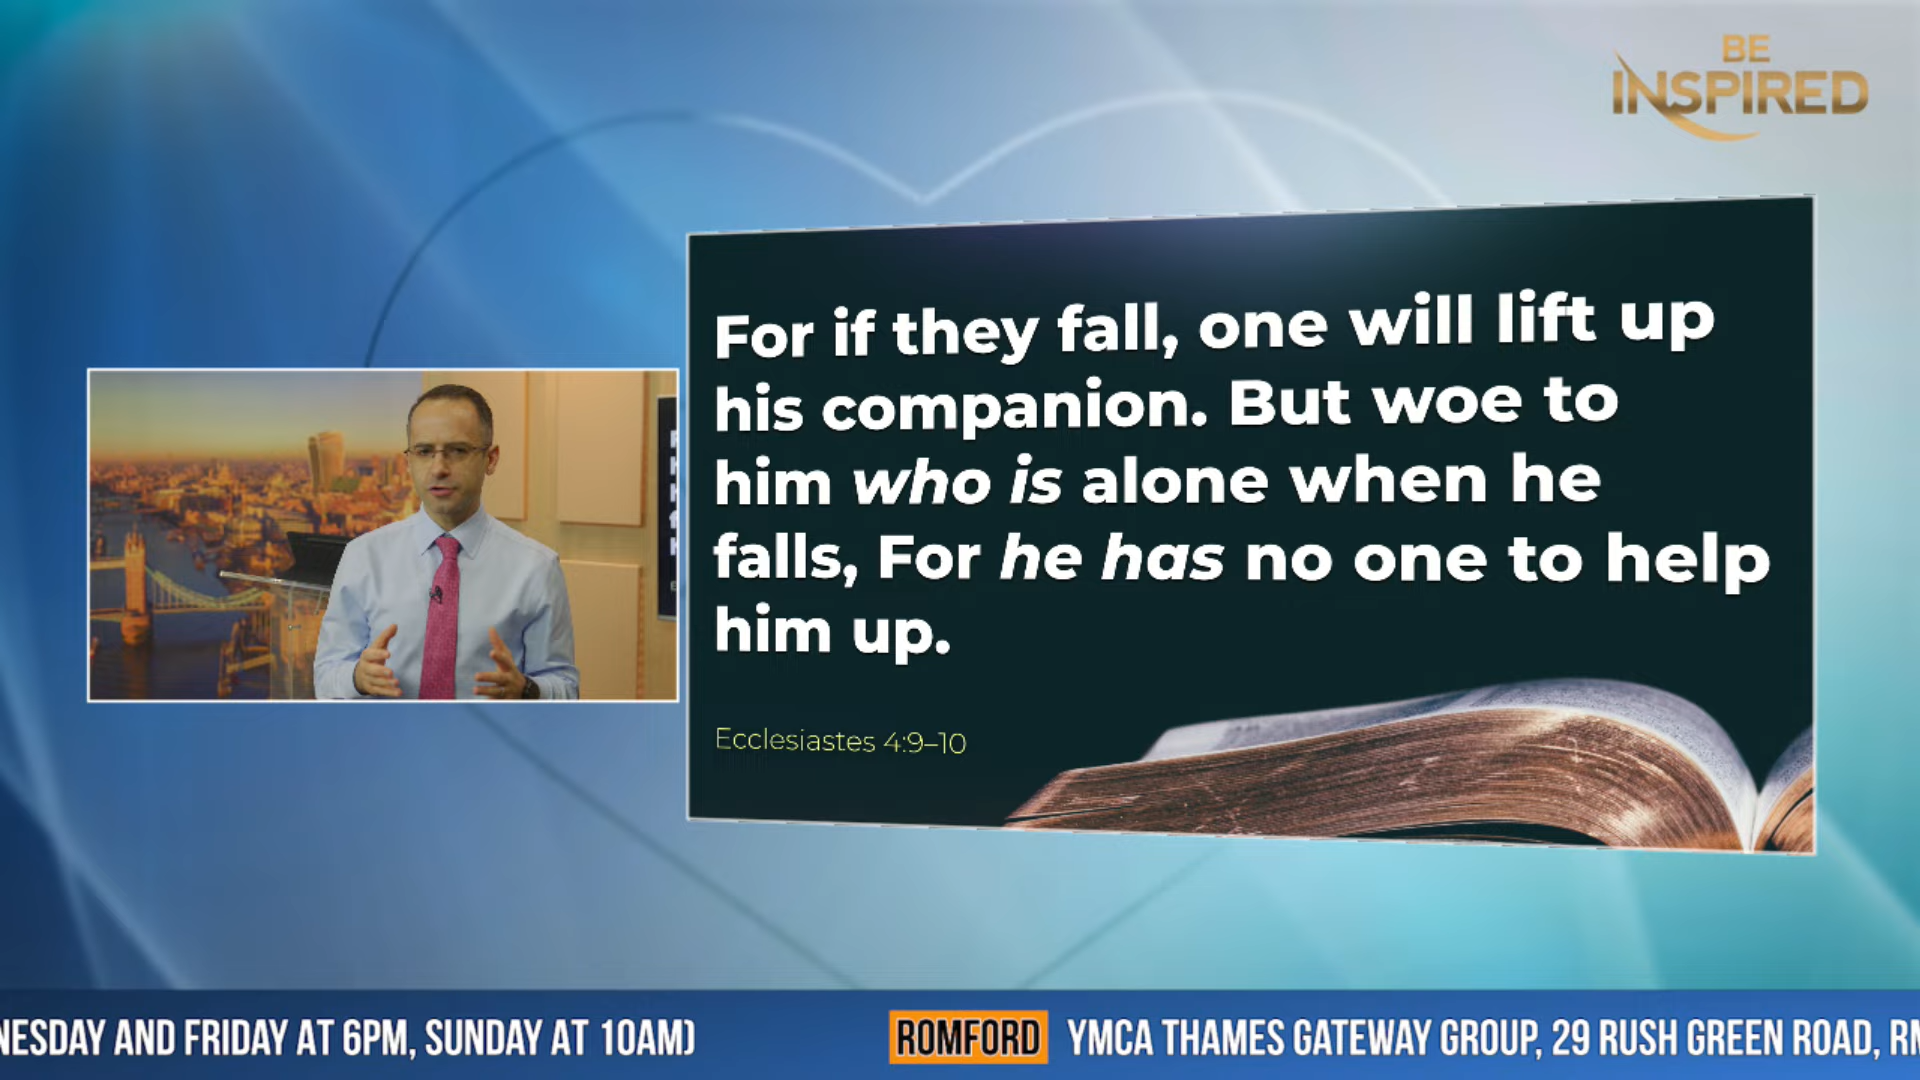 BE
INSPIRED
For if they fall, one will lift up
his companion. But woe to
him who is alone when he
falls, For he has no one to help
him up.
Ecclesiastes 4:9–10
NESDAY AND FRIDAY AT 6PM, SUNDAY AT 10AM)
ROMFORD YMCA THAMES GATEWAY GROUP, 29 RUSH GREEN ROAD, RM